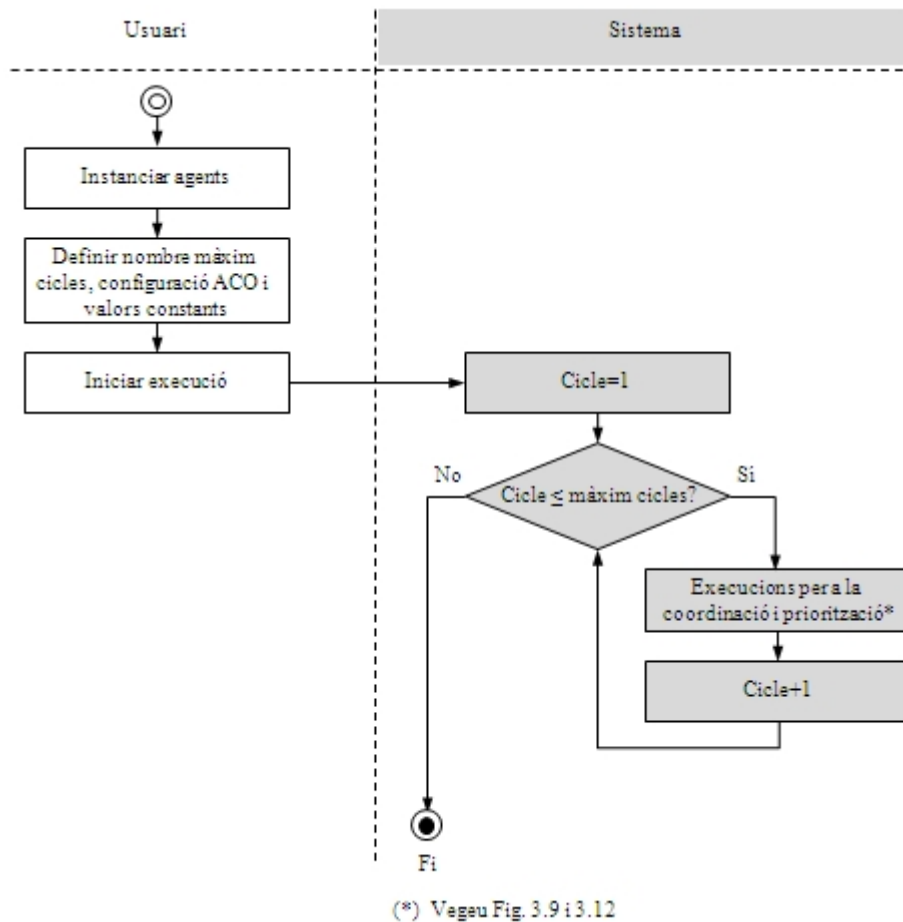 Usuari
Sistema
Instanciar agents
Definir nombre màxim
cicles, configuració ACO i
valors constants
Iniciar execució
Cicle=1
No
Si
Cicle ≤ màxim cicles?
Execucions per a la
coordinació i priorització*
Cicle+1
Fi
(*) Vegeu Fig. 3.9 i 3.12